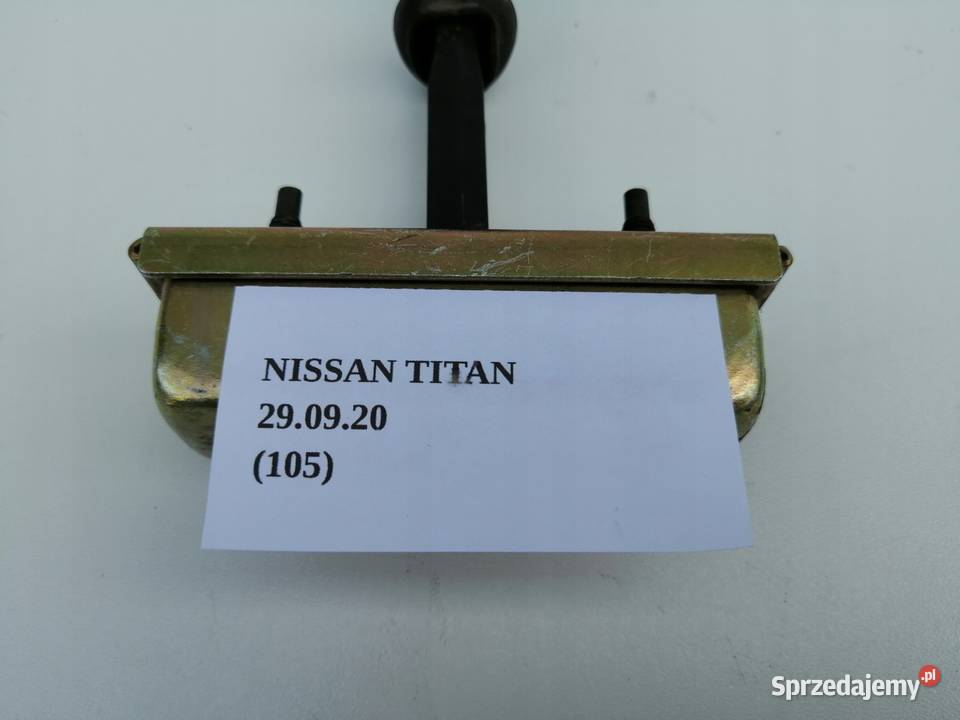 NISSAN TITAN
29.09.20
(105)
Sprzedajemy.pl